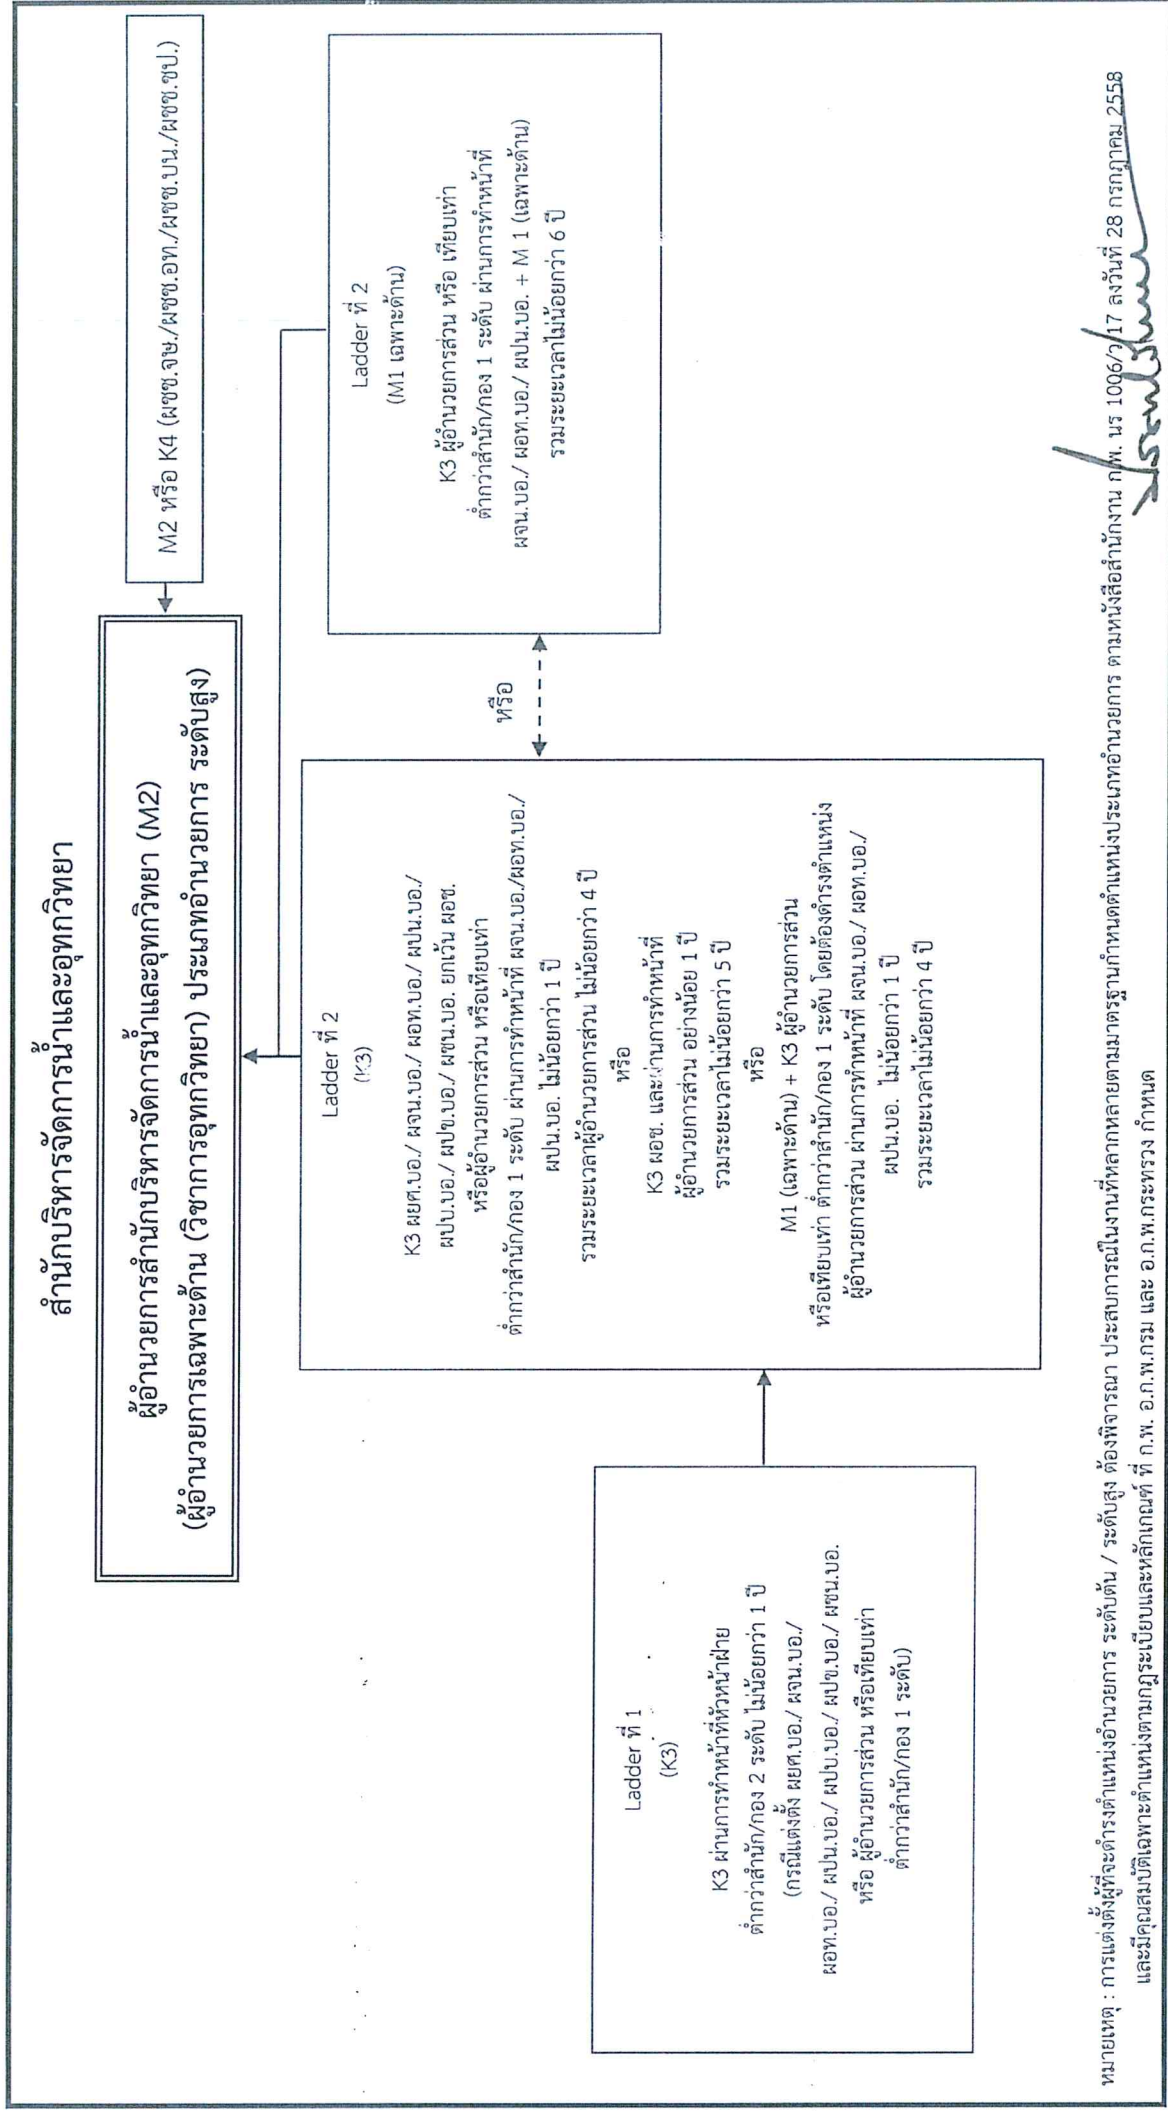 สำนักบริหารจัดการน้ำและอุทกวิทยา
ผู้อำนวยการสำนักบริหารจัดการน้ำและอุทกวิทยา (M2)
(ผู้อำนวยการเฉพาะด้าน (วิชาการอุทกวิทยา) ประเภทอำนวยการ ระดับสูง)
M2 หรือ K4 (ผชช.จษ./ผชช.อท./ผชช.บน./ผชช.ชป.)
Ladder ที่ 2
(K3)
K3 ผยศ.บอ./ ผจน.บอ./ ผอท.บอ./ ผปน.บอ./
ผปบ.บอ./ ผปข.บอ./ ผชน.บอ. ยกเว้น ผอช.
หรือผู้อำนวยการส่วน หรือเทียบเท่า
ต่ำกว่าสำนัก/กอง 1 ระดับ ผ่านการทำหน้าที่ ผจน.บอ./ผอท.บอ./
ผปน.บอ. ไม่น้อยกว่า 1 ปี
รวมระยะเวลาผู้อำนวยการส่วน ไม่น้อยกว่า 4 ปี
หรือ
K3 ผอช. และผ่านการทำหน้าที่
ผู้อำนวยการส่วน อย่างน้อย 1 ปี
รวมระยะเวลาไม่น้อยกว่า 5 ปี
หรือ
M1 (เฉพาะด้าน) + K3 ผู้อำนวยการส่วน
หรือเทียบเท่า ต่ำกว่าสำนัก/กอง 1 ระดับ โดยต้องดำรงตำแหน่ง
ผู้อำนวยการส่วน ผ่านการทำหน้าที่ ผจน.บอ./ ผอท.บอ./
ผปน.บอ. ไม่น้อยกว่า 1 ปี
รวมระยะเวลาไม่น้อยกว่า 4 ปี
หรือ
Ladder ที่ 2
(M1 เฉพาะด้าน)
K3 ผู้อำนวยการส่วน หรือ เทียบเท่า
ต่ำกว่าสำนัก/กอง 1 ระดับ ผ่านการทำหน้าที่
ผจน.บอ./ ผอท.บอ./ ผปน.บอ. + M 1 (เฉพาะด้าน)
รวมระยะเวลาไม่น้อยกว่า 6 ปี
Ladder ที่ 1
(K3)
K3 ผ่านการทำหน้าที่หัวหน้าฝ่าย
ต่ำกว่าสำนัก/กอง 2 ระดับ ไม่น้อยกว่า 1 ปี
(กรณีแต่งตั้ง ผยศ.บอ./ ผจน.บอ./
ผอท.บอ./ ผปน.บอ./ ผปบ.บอ./ ผปข.บอ./ ผชน.บอ.
หรือ ผู้อำนวยการส่วน หรือเทียบเท่า
ต่ำกว่าสำนัก/กอง 1 ระดับ)
หมายเหตุ : การแต่งตั้งผู้ที่จะดำรงตำแหน่งอำนวยการ ระดับต้น / ระดับสูง ต้องพิจารณา ประสบการณ์ในงานที่หลากหลายตามมาตรฐานกำหนดตำแหน่งประเภทอำนวยการ ตามหนังสือสำนักงาน ก.พ. นร 1006/ว 17 ลงวันที่ 28 กรกฎาคม 2558
และมีคุณสมบัติเฉพาะตำแหน่งตามกฎระเบียบและหลักเกณฑ์ ที่ ก.พ. อ.ก.พ.กรม และ อ.ก.พ.กระทรวง กำหนด